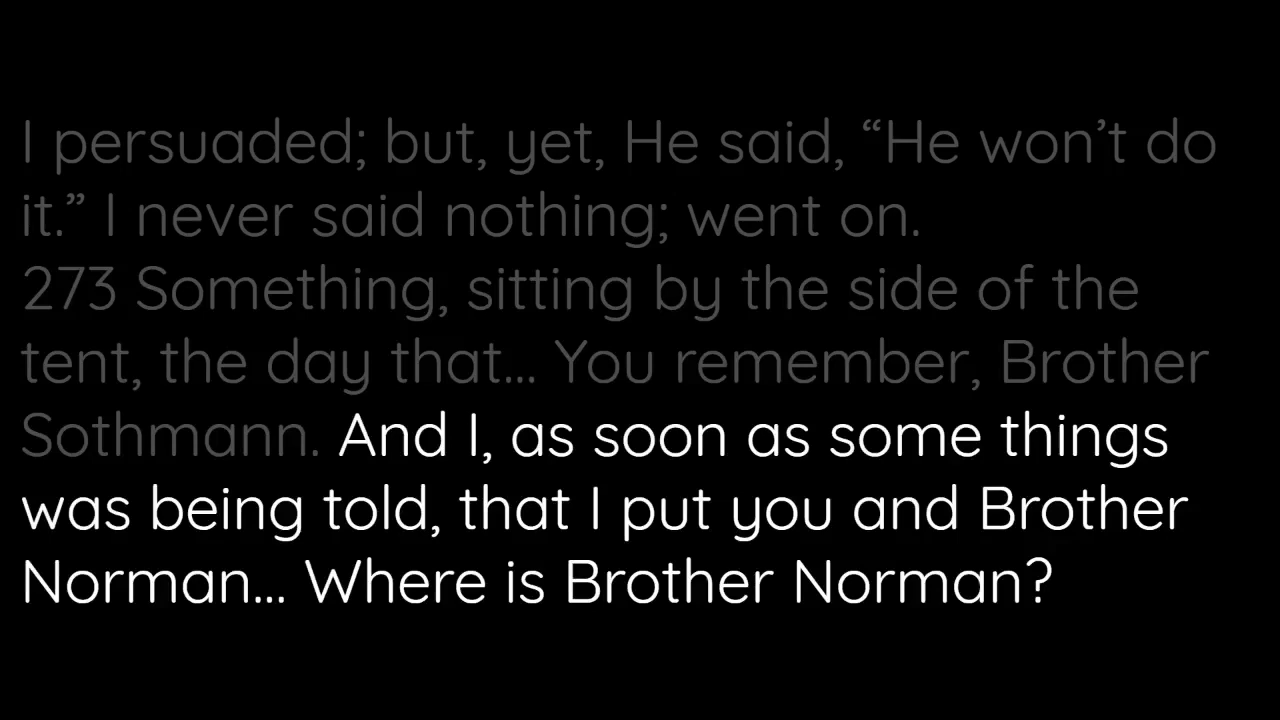 I persuaded; but, yet, He said, “He won’t do
it.” I never said nothing; went on.
273 Something, sitting by the side of the
tent, the day that... You remember, Brother
Sothmann. And I, as soon as some things
was being told, that I put you and Brother
Norman... Where is Brother Norman?